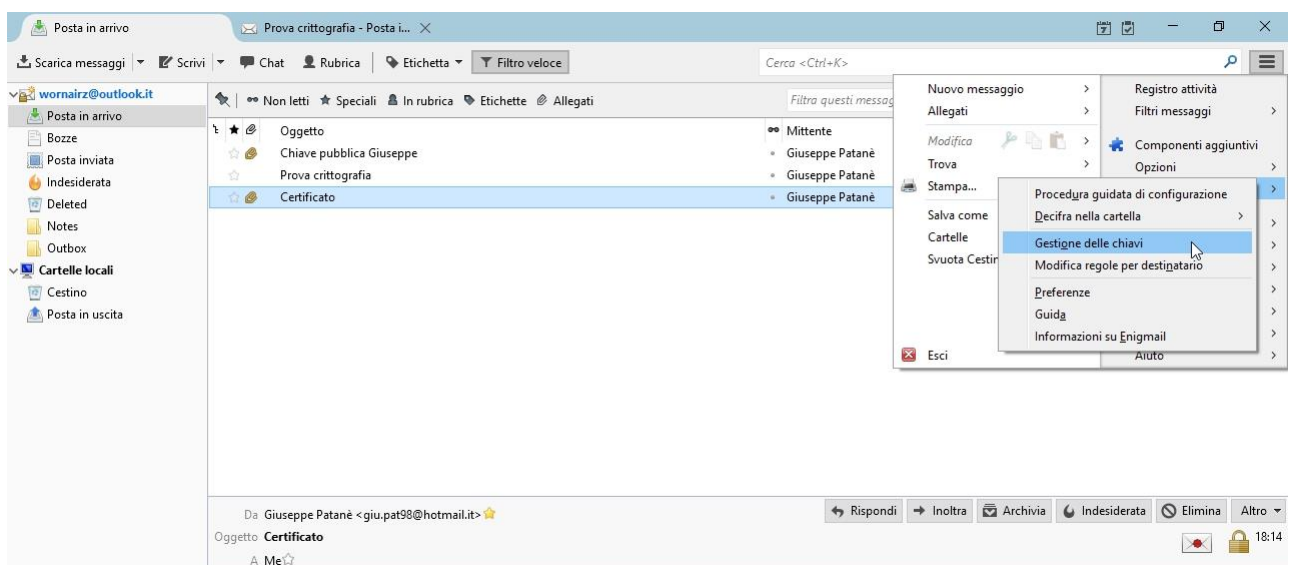 Posta in arrivo
Prova crittografia - Posta i...
Scarica messaggi
Scrivi
Chat
Rubrica
Etichetta
Filtro veloce
Cerca <Ctrl+K>
wornairz@outlook.it
Posta in arrivo
Bozze
Posta inviata
Indesiderata
Deleted
Notes
Outbox
Cartelle locali
Cestino
Posta in uscita
Non letti
Speciali
In rubrica
Etichette
Allegati
Filtra questi messag
Oggetto
Mittente
Chiave pubblica Giuseppe
Giuseppe Patanè
Prova crittografia
Giuseppe Patanè
Certificato
Giuseppe Patanè
Nuovo messaggio
Allegati
Modifica
Trova
Stampa...
Salva come
Cartelle
Svuota Cestin
Esci
Registro attività
Filtri messaggi
Componenti aggiuntivi
Opzioni
Aiuto
Procedura guidata di configurazione
Decifra nella cartella
Gestione delle chiavi
Modifica regole per destinatario
Preferenze
Guida
Informazioni su Enigmail
Da Giuseppe Patanè <giu.pat98@hotmail.it>
Rispondi
Inoltra
Archivia
Indesiderata
Elimina
Altro
Oggetto Certificato
18:14
A Me